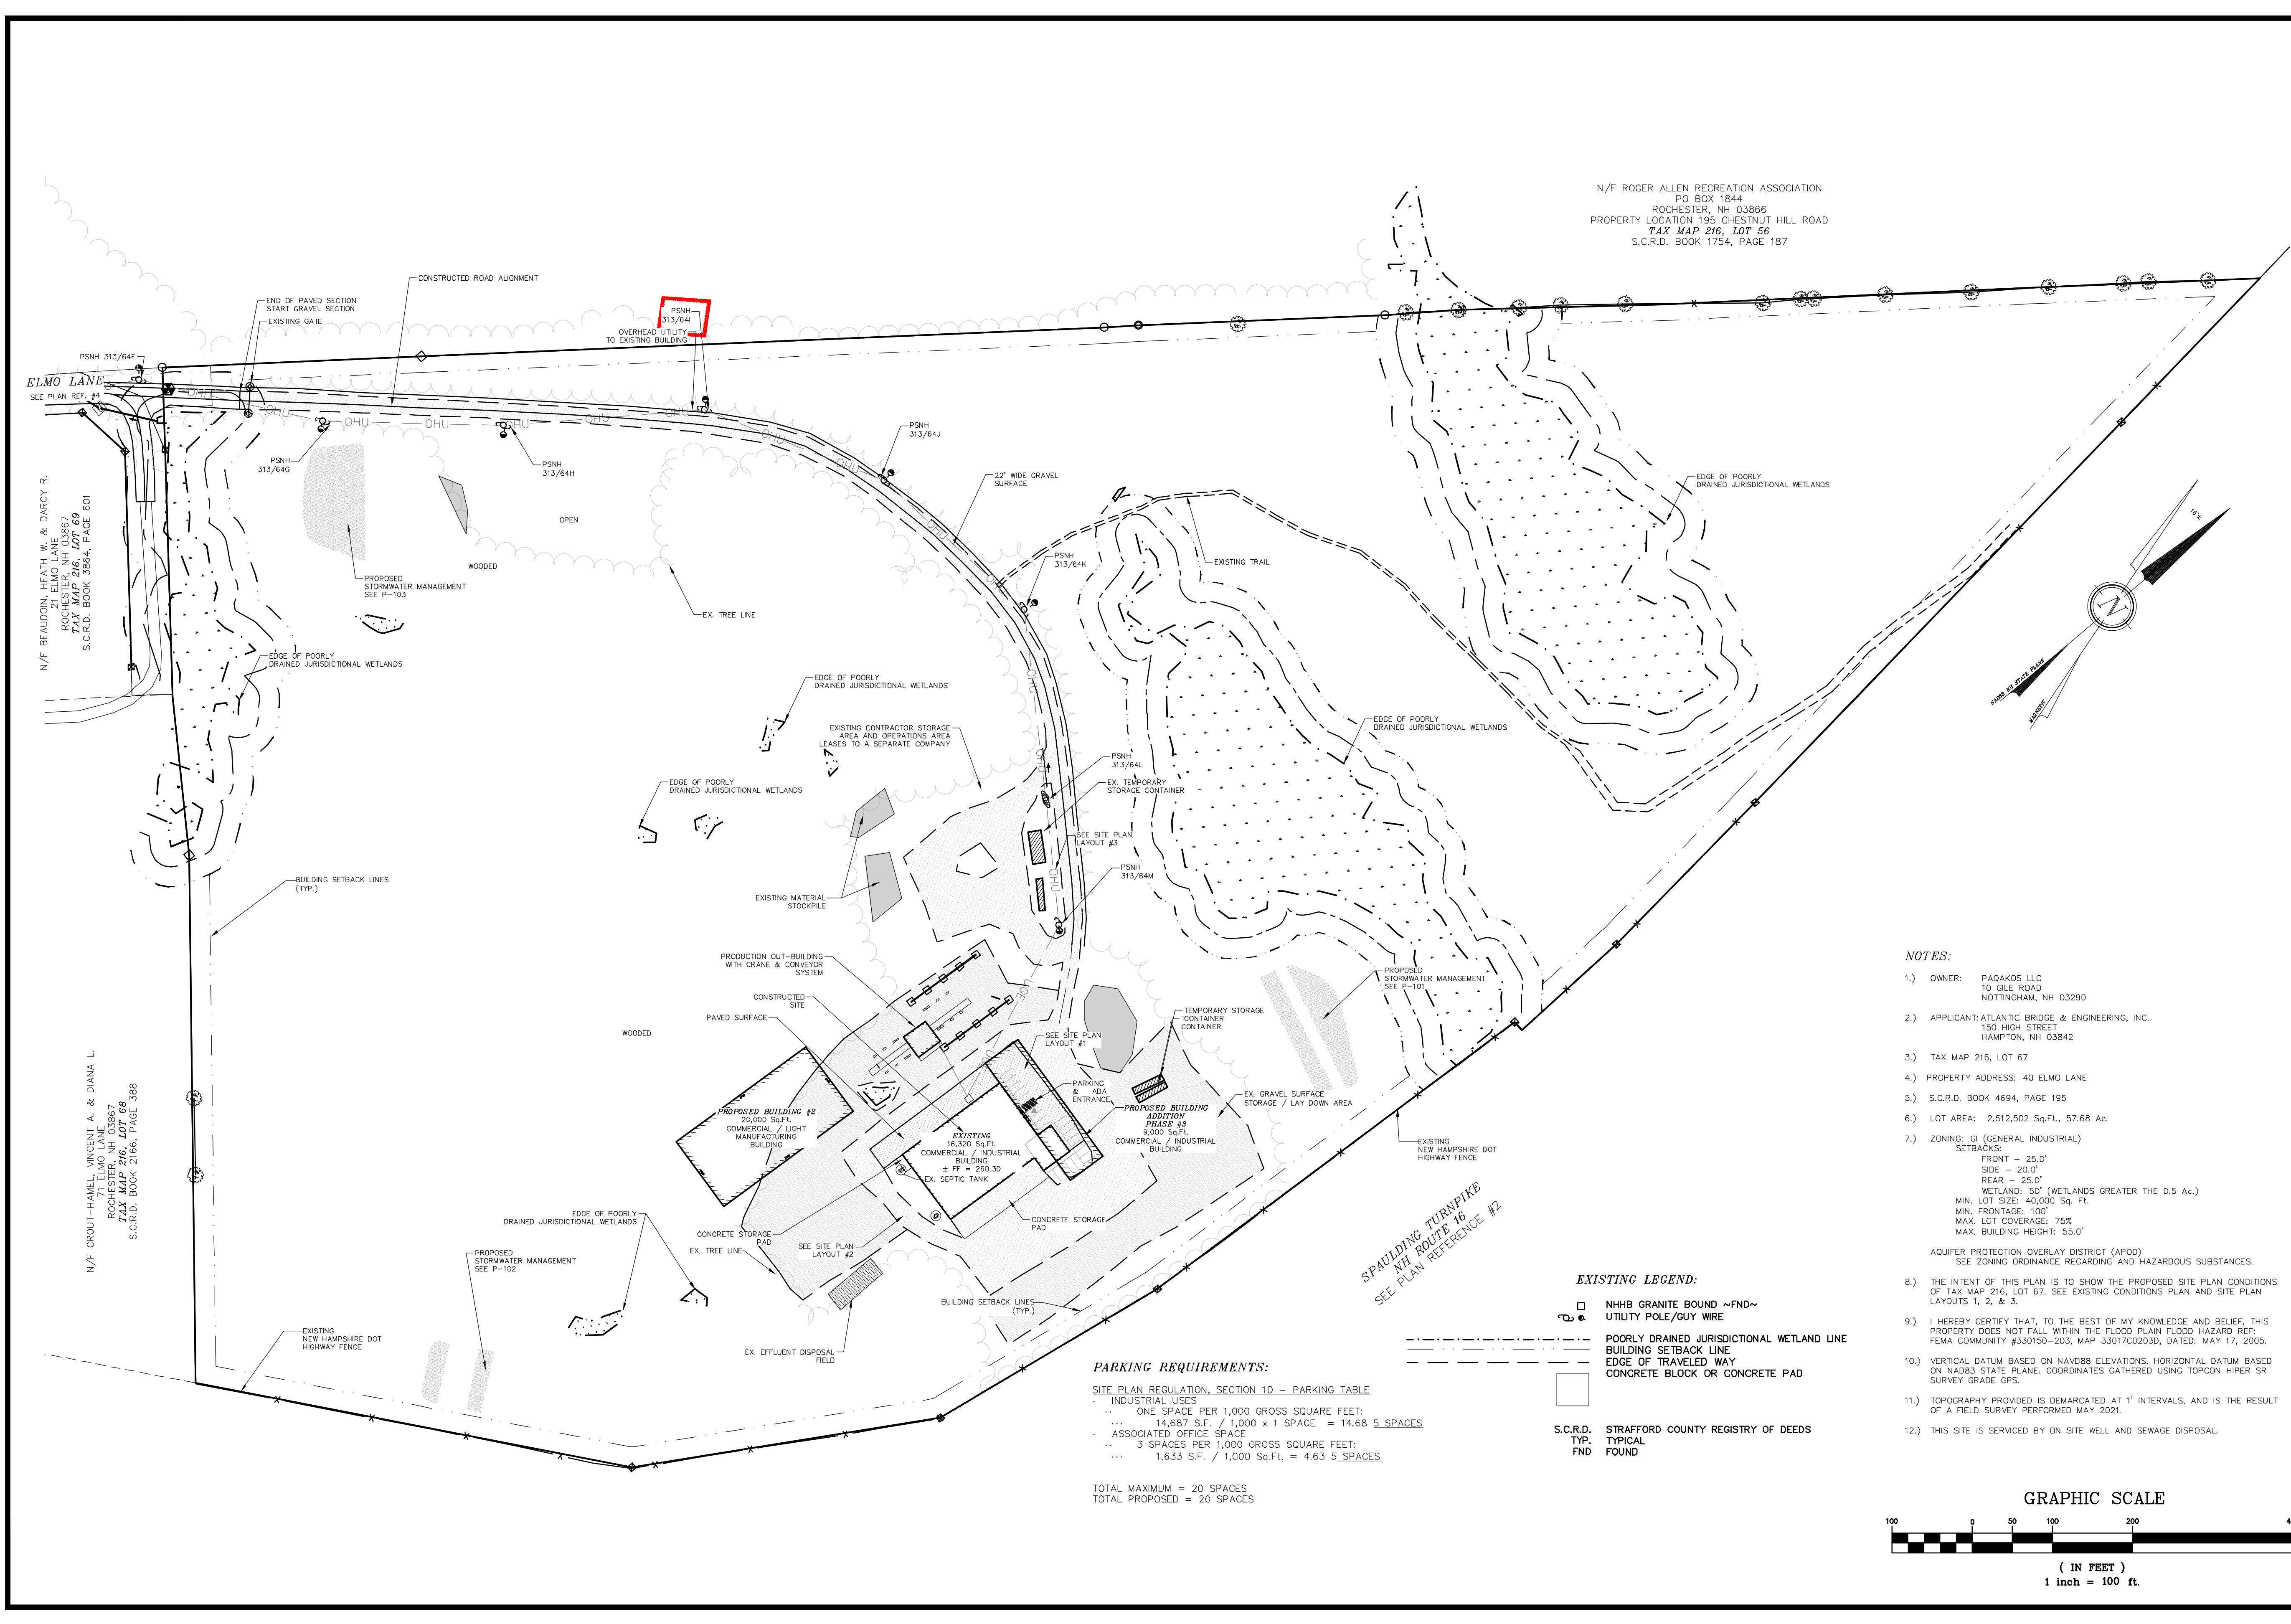 N/F ROGER ALLEN RECREATION ASSOCIATION
PO BOX 1844
ROCHESTER, NH 03866
PROPERTY LOCATION 195 CHESTNUT HILL ROAD
TAX MAP 216, LOT 56
S.C.R.D. BOOK 1754, PAGE 187
CONSTRUCTED ROAD ALIGNMENT
END OF PAVED SECTION
START GRAVEL SECTION
EXISTING GATE
PSNH
313/64I
OVERHEAD UTILITY
TO EXISTING BUILDING
PSNH 313/64F
ELMO LANE
SEE PLAN REF. #4
OHU
OHU
OHU
OHU
OHU
OHU
OHU
OHU
OHU
OHU
OHU
OHU
OHU
OHU
UGE
PSNH
313/64G
PSNH
313/64H
PSNH
313/64J
22' WIDE GRAVEL
SURFACE
OPEN
WOODED
PROPOSED
STORMWATER MANAGEMENT
SEE P-103
EX. TREE LINE
PSNH
313/64K
EXISTING TRAIL
EDGE OF POORLY
DRAINED JURISDICTIONAL WETLANDS
N/F BEAUDOIN, HEATH W. & DARCY R.
21 ELMO LANE
ROCHESTER, NH 03867
TAX MAP 216, LOT 69
S.C.R.D. BOOK 3864, PAGE 601
EDGE OF POORLY
DRAINED JURISDICTIONAL WETLANDS
EDGE OF POORLY
DRAINED JURISDICTIONAL WETLANDS
EXISTING CONTRACTOR STORAGE
AREA AND OPERATIONS AREA
LEASES TO A SEPARATE COMPANY
EDGE OF POORLY
DRAINED JURISDICTIONAL WETLANDS
EDGE OF POORLY
DRAINED JURISDICTIONAL WETLANDS
PSNH
313/64L
EX. TEMPORARY
STORAGE CONTAINER
SEE SITE PLAN
LAYOUT #3
PSNH
313/64M
16±
N
NAD83 NH STATE PLANE
MAGNETIC
BUILDING SETBACK LINES
(TYP.)
EXISTING MATERIAL
STOCKPILE
PRODUCTION OUT-BUILDING
WITH CRANE & CONVEYOR
SYSTEM
CONSTRUCTED
SITE
PAVED SURFACE
WOODED
PROPOSED
STORMWATER MANAGEMENT
SEE P-101
TEMPORARY STORAGE
CONTAINER
CONTAINER
SEE SITE PLAN
LAYOUT #1
PARKING
& ADA
ENTRANCE
EX. GRAVEL SURFACE
STORAGE / LAY DOWN AREA
PROPOSED BUILDING #2
20,000 Sq.Ft.
COMMERCIAL / LIGHT
MANUFACTURING
BUILDING
EXISTING
16,320 Sq.Ft.
COMMERCIAL / INDUSTRIAL
BUILDING
± FF = 260.30
EX. SEPTIC TANK
PROPOSED BUILDING
ADDITION
PHASE #3
9,000 Sq.Ft.
COMMERCIAL / INDUSTRIAL
BUILDING
EXISTING
NEW HAMPSHIRE DOT
HIGHWAY FENCE
N/F CROUT-HAMEL, VINCENT A. & DIANA L.
71 ELMO LANE
ROCHESTER, NH 03867
TAX MAP 216, LOT 68
S.C.R.D. BOOK 2166, PAGE 388
EDGE OF POORLY
DRAINED JURISDICTIONAL WETLANDS
CONCRETE STORAGE
PAD
EX. TREE LINE
SEE SITE PLAN
LAYOUT #2
CONCRETE STORAGE
PAD
PROPOSED
STORMWATER MANAGEMENT
SEE P-102
BUILDING SETBACK LINES
(TYP.)
EXISTING
NEW HAMPSHIRE DOT
HIGHWAY FENCE
EX. EFFLUENT DISPOSAL
FIELD
SPAULDING TURNPIKE
NH ROUTE 16
SEE PLAN REFERENCE #2
PARKING REQUIREMENTS:
SITE PLAN REGULATION, SECTION 10 – PARKING TABLE
· INDUSTRIAL USES
·· ONE SPACE PER 1,000 GROSS SQUARE FEET:
··· 14,687 S.F. / 1,000 x 1 SPACE = 14.68 5 SPACES
· ASSOCIATED OFFICE SPACE
·· 3 SPACES PER 1,000 GROSS SQUARE FEET:
··· 1,633 S.F. / 1,000 Sq.Ft, = 4.63 5 SPACES
TOTAL MAXIMUM = 20 SPACES
TOTAL PROPOSED = 20 SPACES
EXISTING LEGEND:
NHHB GRANITE BOUND ~FND~
UTILITY POLE/GUY WIRE
POORLY DRAINED JURISDICTIONAL WETLAND LINE
BUILDING SETBACK LINE
EDGE OF TRAVELED WAY
CONCRETE BLOCK OR CONCRETE PAD
S.C.R.D. STRAFFORD COUNTY REGISTRY OF DEEDS
TYP. TYPICAL
FND FOUND
NOTES:
1.) OWNER: PAQAKOS LLC
10 GILE ROAD
NOTTINGHAM, NH 03290
2.) APPLICANT: ATLANTIC BRIDGE & ENGINEERING, INC.
150 HIGH STREET
HAMPTON, NH 03842
3.) TAX MAP 216, LOT 67
4.) PROPERTY ADDRESS: 40 ELMO LANE
5.) S.C.R.D. BOOK 4694, PAGE 195
6.) LOT AREA: 2,512,502 Sq.Ft., 57.68 Ac.
7.) ZONING: GI (GENERAL INDUSTRIAL)
SETBACKS:
FRONT – 25.0'
SIDE – 20.0'
REAR – 25.0'
WETLAND: 50' (WETLANDS GREATER THE 0.5 Ac.)
MIN. LOT SIZE: 40,000 Sq. Ft.
MIN. FRONTAGE: 100'
MAX. LOT COVERAGE: 75%
MAX. BUILDING HEIGHT: 55.0'
AQUIFER PROTECTION OVERLAY DISTRICT (APOD)
SEE ZONING ORDINANCE REGARDING AND HAZARDOUS SUBSTANCES.
8.) THE INTENT OF THIS PLAN IS TO SHOW THE PROPOSED SITE PLAN CONDITIONS
OF TAX MAP 216, LOT 67. SEE EXISTING CONDITIONS PLAN AND SITE PLAN
LAYOUTS 1, 2, & 3.
9.) I HEREBY CERTIFY THAT, TO THE BEST OF MY KNOWLEDGE AND BELIEF, THIS
PROPERTY DOES NOT FALL WITHIN THE FLOOD PLAIN FLOOD HAZARD REF:
FEMA COMMUNITY #330150-203, MAP 33017C0203D, DATED: MAY 17, 2005.
10.) VERTICAL DATUM BASED ON NAVD88 ELEVATIONS. HORIZONTAL DATUM BASED
ON NAD83 STATE PLANE. COORDINATES GATHERED USING TOPCON HIPER SR
SURVEY GRADE GPS.
11.) TOPOGRAPHY PROVIDED IS DEMARCATED AT 1' INTERVALS, AND IS THE RESULT
OF A FIELD SURVEY PERFORMED MAY 2021.
12.) THIS SITE IS SERVICED BY ON SITE WELL AND SEWAGE DISPOSAL.
GRAPHIC SCALE
100 0 50 100 200
( IN FEET )
1 inch = 100 ft.